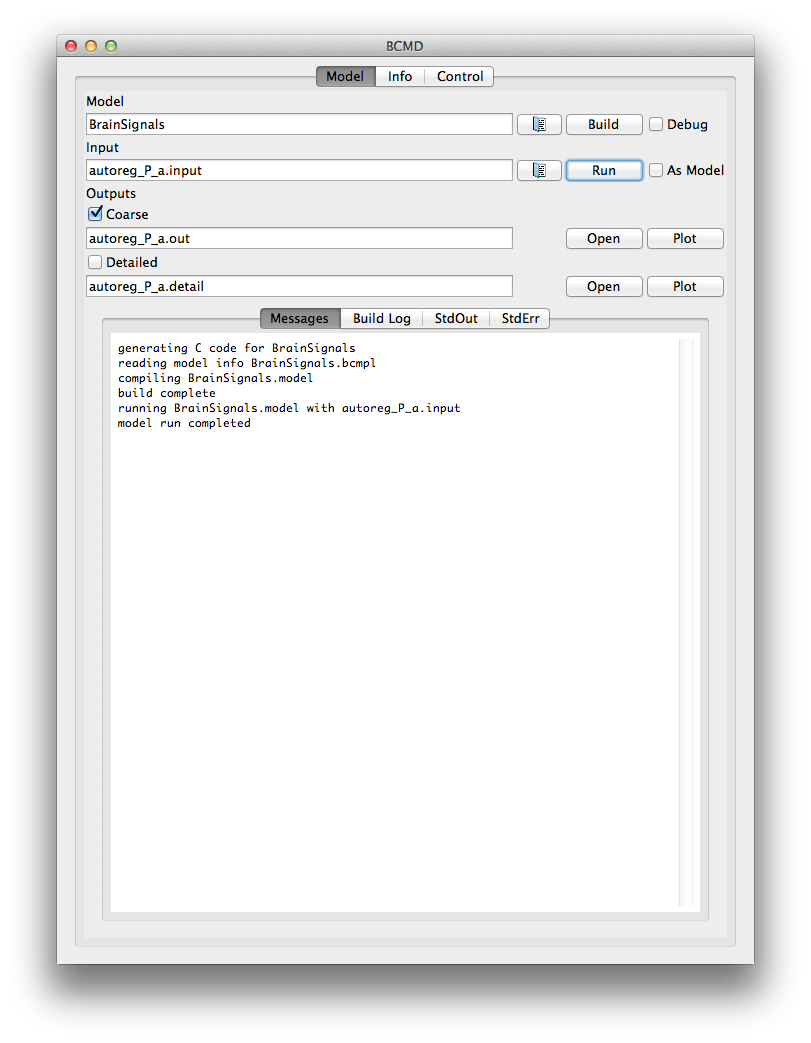 BCMD
Model Info Control
Model
BrainSignals Build Debug
Input
autoreg_P_a.input Run As Model
Outputs
Coarse
autoreg_P_a.out Open Plot
Detailed
autoreg_P_a.detail Open Plot
Messages Build Log StdOut StdErr
generating C code for BrainSignals
reading model info BrainSignals.bcmpl
compiling BrainSignals.model
build complete
running BrainSignals.model with autoreg_P_a.input
model run completed